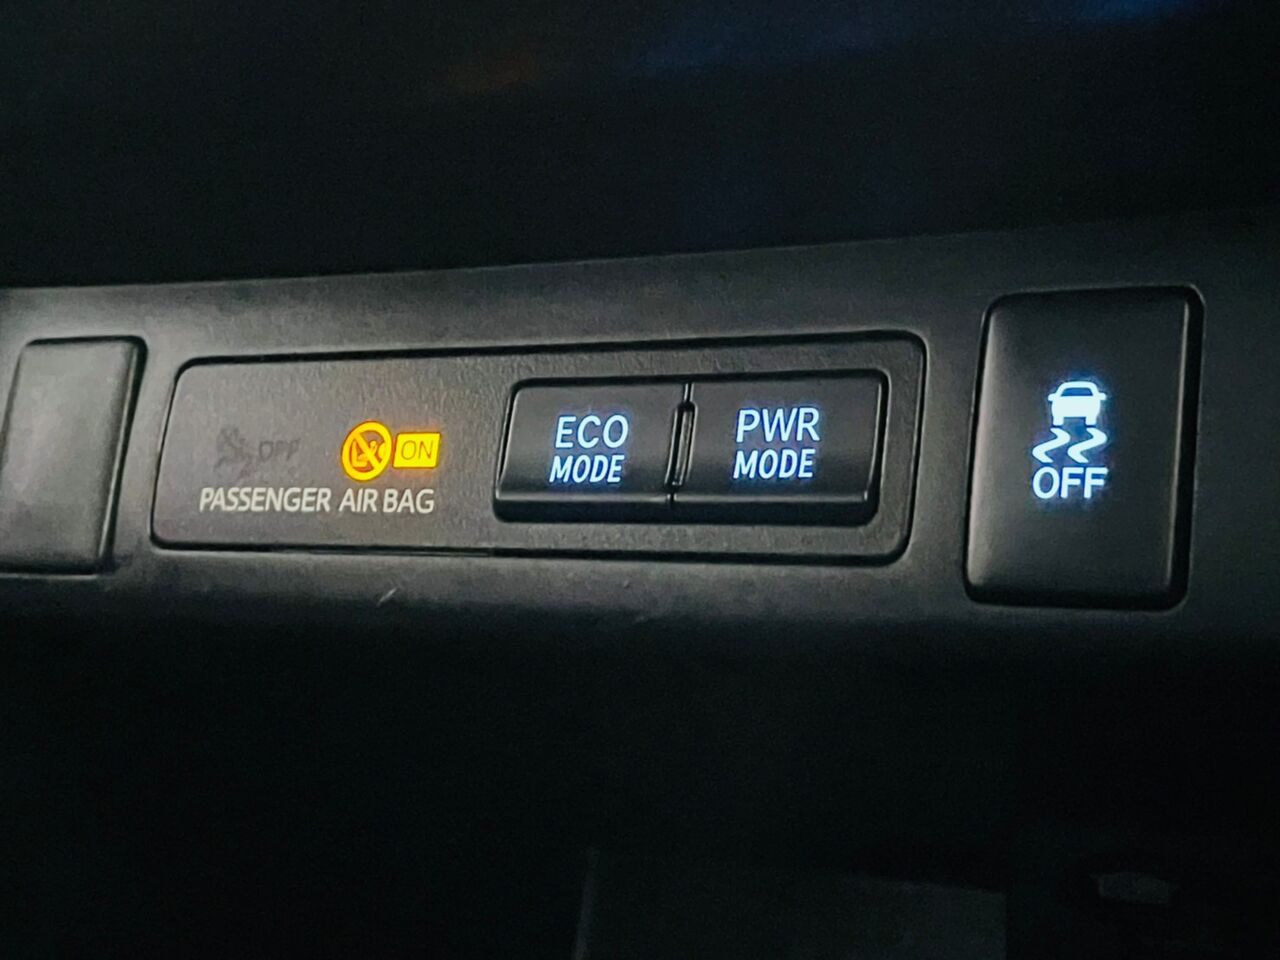 OFF ON
PASSENGER AIR BAG
ECO
MODE
PWR
MODE
OFF